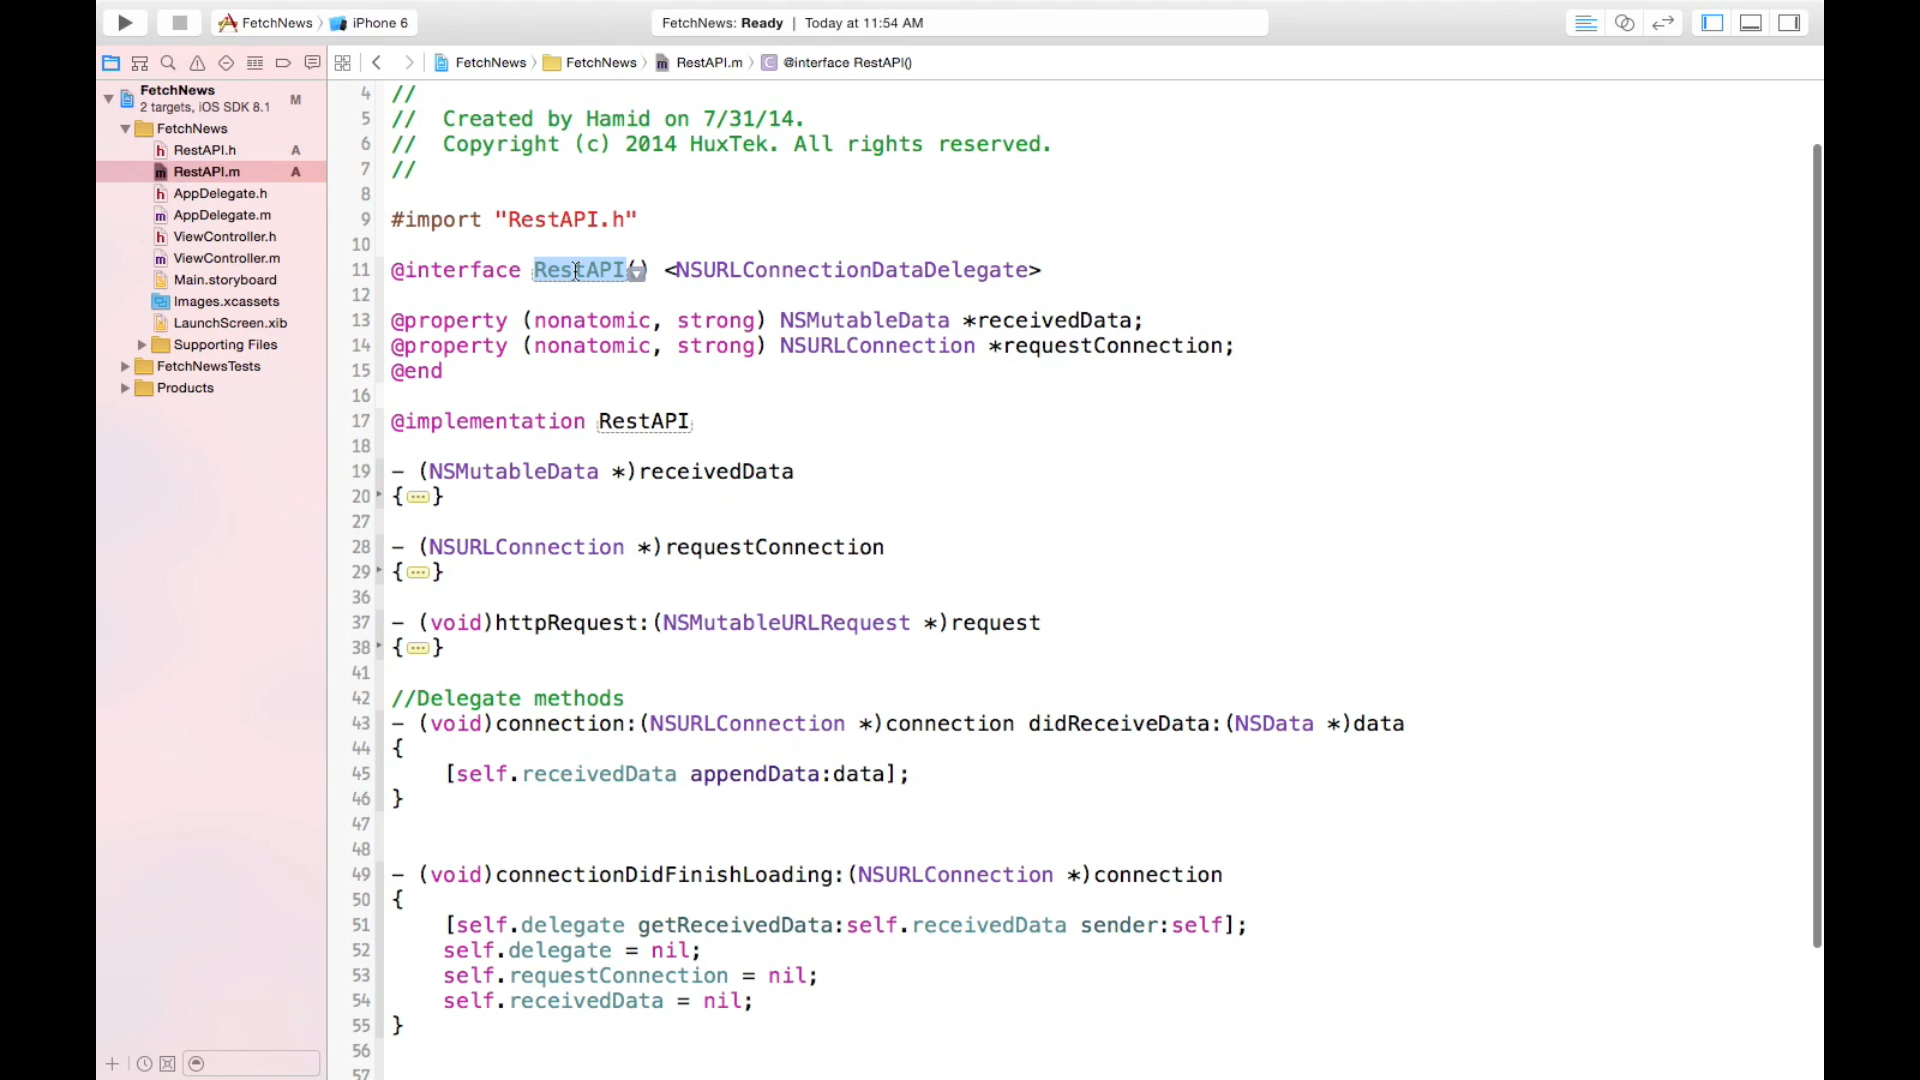 FetchNews iPhone 6
FetchNews: Ready | Today at 11:54 AM
FetchNews FetchNews RestAPI.m @interface RestAPI()
FetchNews
2 targets, iOS SDK 8.1 M
FetchNews
RestAPI.h A
RestAPI.m A
AppDelegate.h
AppDelegate.m
ViewController.h
ViewController.m
Main.storyboard
Images.xcassets
LaunchScreen.xib
Supporting Files
FetchNewsTests
Products
4 //
5 // Created by Hamid on 7/31/14.
6 // Copyright (c) 2014 HuxTek. All rights reserved.
7 //
8
9 #import "RestAPI.h"
10
11 @interface RestAPI() <NSURLConnectionDataDelegate>
12
13 @property (nonatomic, strong) NSMutableData *receivedData;
14 @property (nonatomic, strong) NSURLConnection *requestConnection;
15 @end
16
17 @implementation RestAPI
18
19 - (NSMutableData *)receivedData
20 {...}
27
28 - (NSURLConnection *)requestConnection
29 {...}
36
37 - (void)httpRequest:(NSMutableURLRequest *)request
38 {...}
41
42 //Delegate methods
43 - (void)connection:(NSURLConnection *)connection didReceiveData:(NSData *)data
44 {
45 [self.receivedData appendData:data];
46 }
47
48
49 - (void)connectionDidFinishLoading:(NSURLConnection *)connection
50 {
51 [self.delegate getReceivedData:self.receivedData sender:self];
52 self.delegate = nil;
53 self.requestConnection = nil;
54 self.receivedData = nil;
55 }
56
57